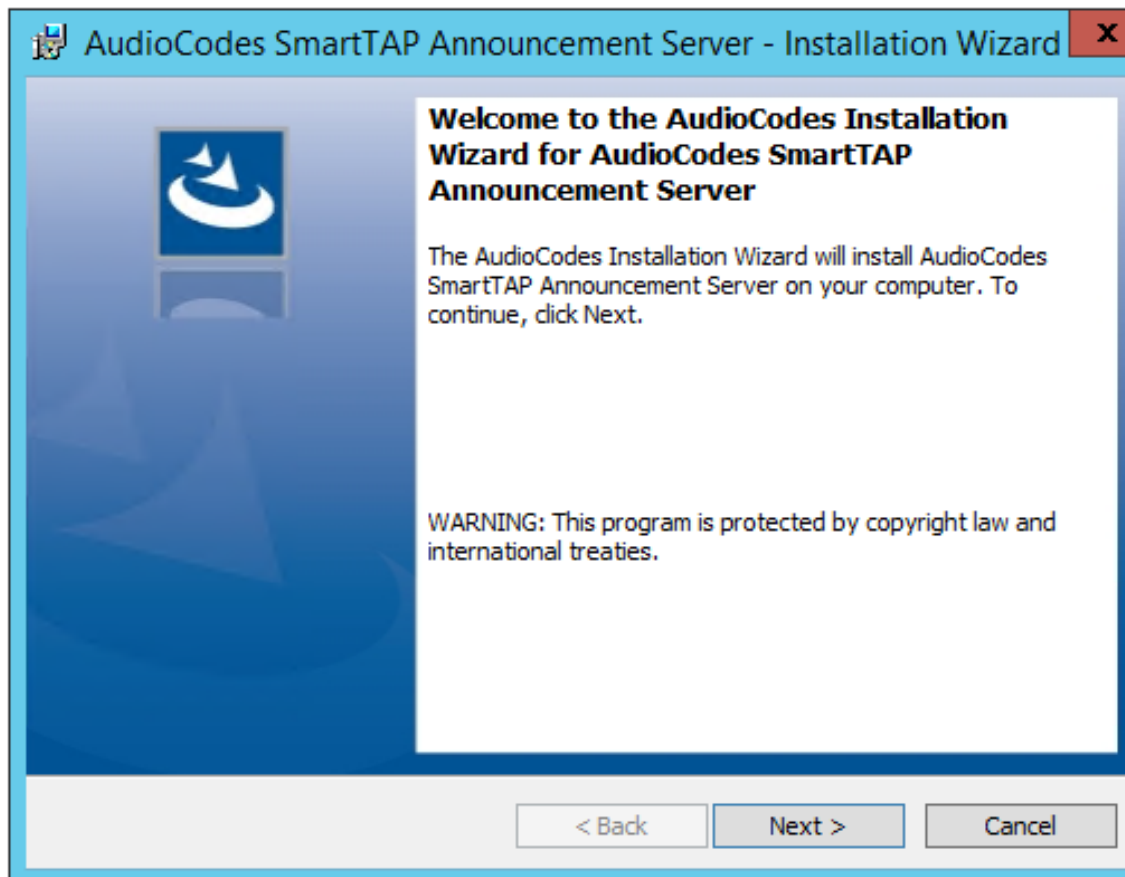 AudioCodes SmartTAP Announcement Server - Installation Wizard
x
Welcome to the AudioCodes Installation
Wizard for AudioCodes SmartTAP
Announcement Server
The AudioCodes Installation Wizard will install AudioCodes
SmartTAP Announcement Server on your computer. To
continue, click Next.
WARNING: This program is protected by copyright law and
international treaties.
< Back
Next >
Cancel